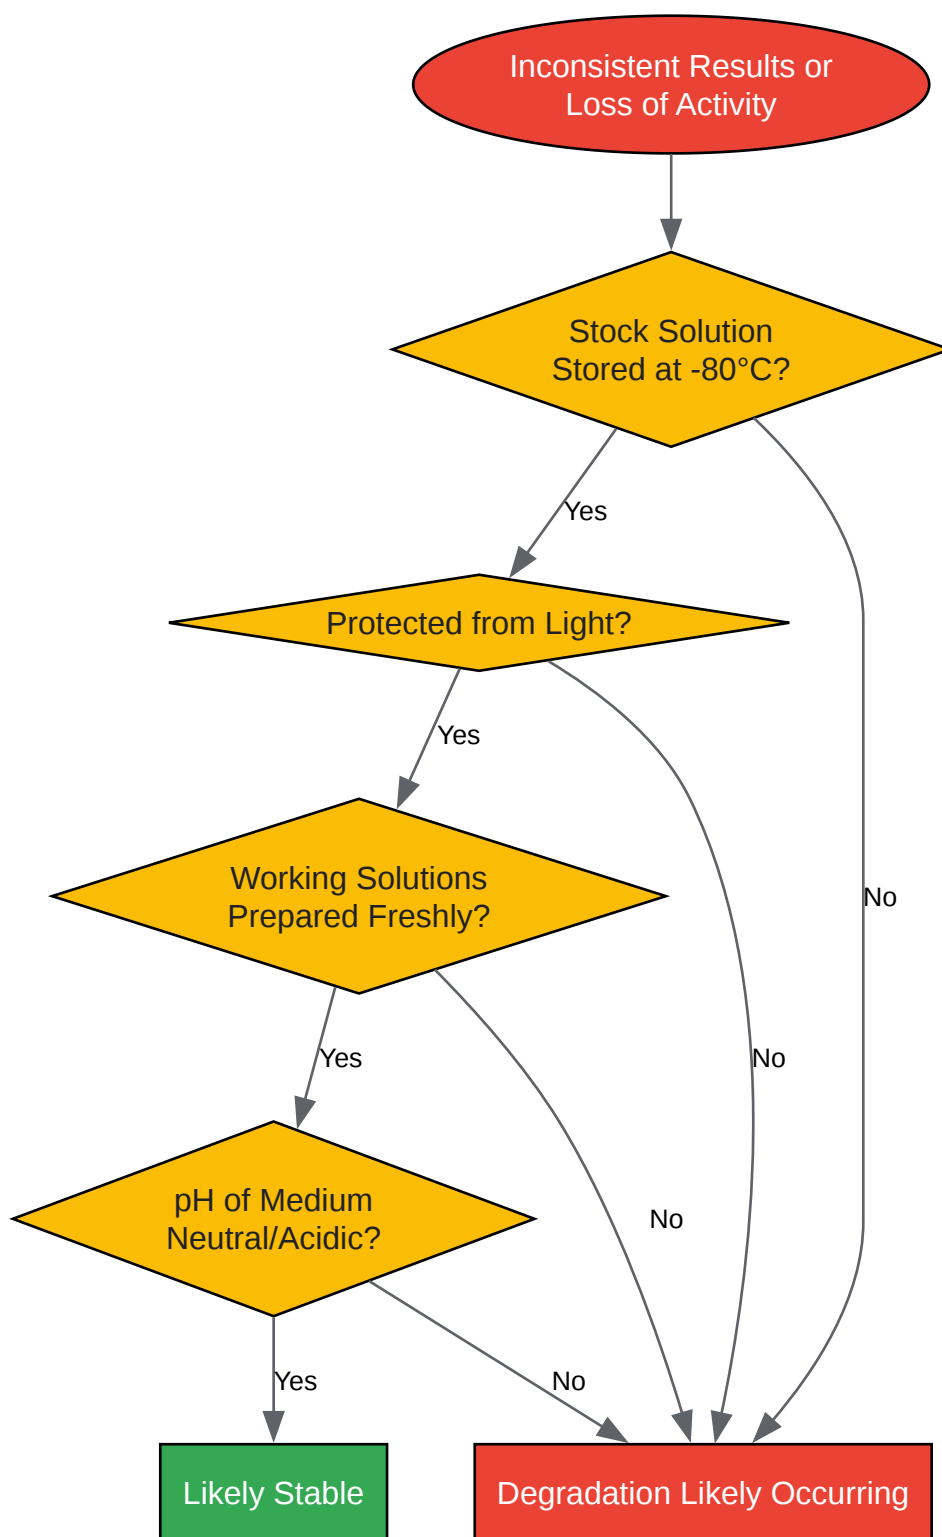 Inconsistent Results or
Loss of Activity
Stock Solution
Stored at -80°C?
Yes
Protected from Light?
Yes
Working Solutions
Prepared Freshly?
No
Yes
No
pH of Medium
Neutral/Acidic?
No
Yes
No
Likely Stable
Degradation Likely Occurring